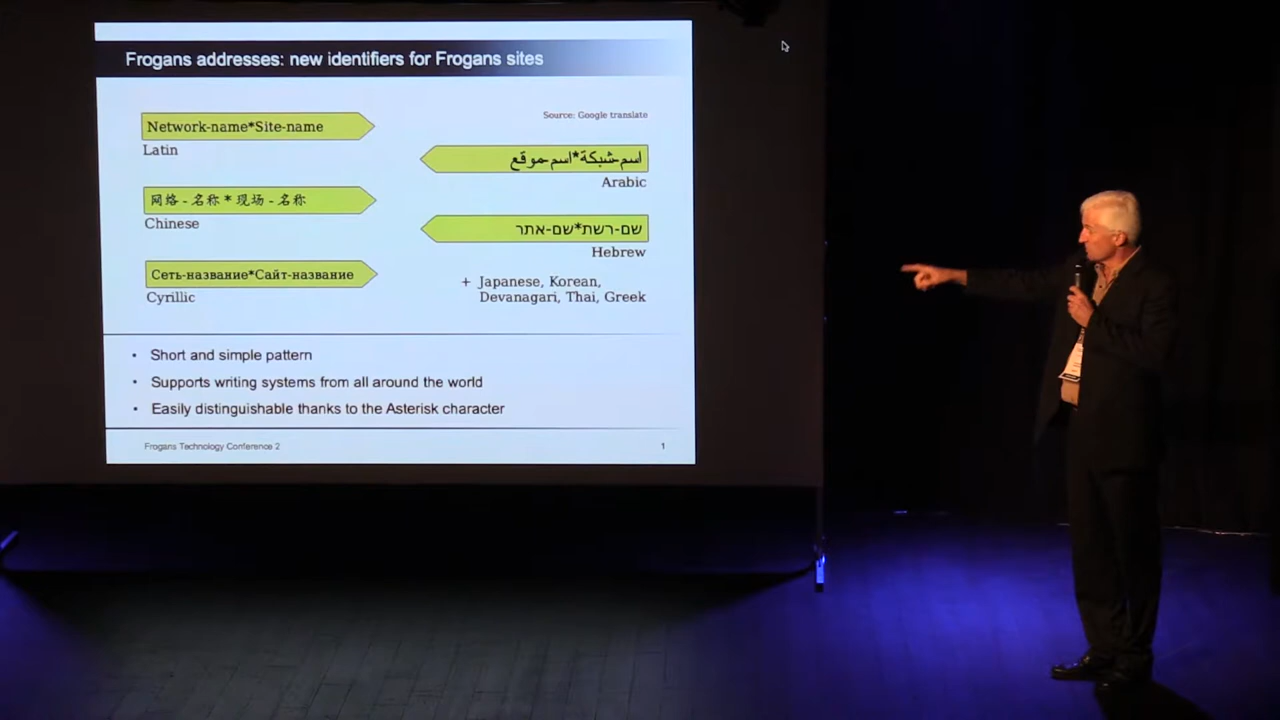 Frogans addresses: new identifiers for Frogans sites
Network-name*Site-name
Latin
网络 - 名称 * 现场 - 名称
Chinese
Сеть-название*Сайт-название
Cyrillic
Source: Google translate
اسم-شبكة*اسم-موقع
Arabic
שם-רשת*שם-אתר
Hebrew
+ Japanese, Korean,
Devanagari, Thai, Greek
• Short and simple pattern
• Supports writing systems from all around the world
• Easily distinguishable thanks to the Asterisk character
Frogans Technology Conference 2
1